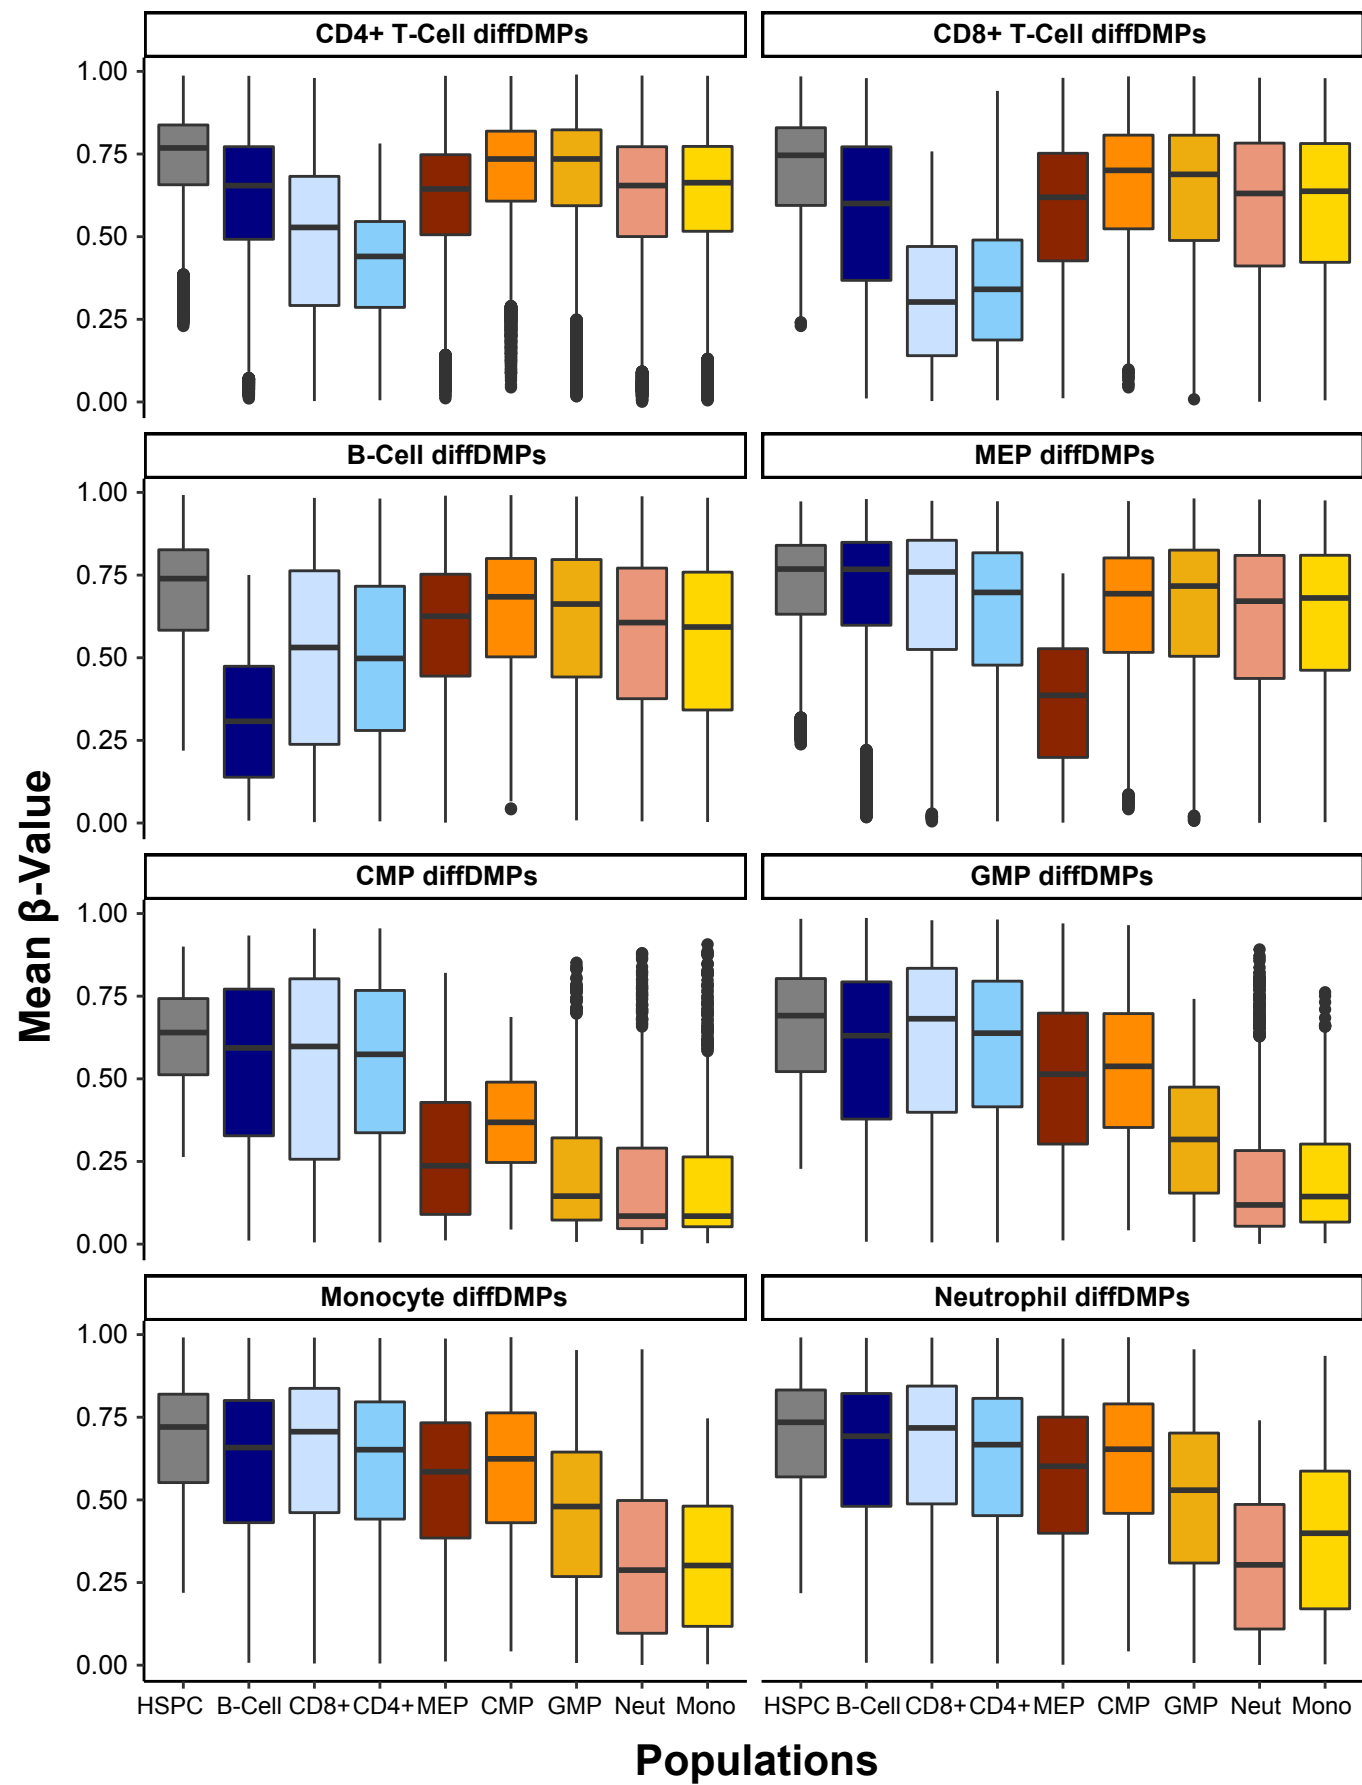 CD4+ T-Cell diffDMPs
CD8+ T-Cell diffDMPs
1.00
0.75
0.50
0.25
0.00
B-Cell diffDMPs
MEP diffDMPs
1.00
0.75
0.50
0.25
0.00
CMP diffDMPs
GMP diffDMPs
1.00
0.75
0.50
0.25
0.00
Monocyte diffDMPs
Neutrophil diffDMPs
1.00
0.75
0.50
0.25
0.00
Mean β-Value
HSPC B-Cell CD8+ CD4+ MEP CMP GMP Neut Mono
HSPC B-Cell CD8+ CD4+ MEP CMP GMP Neut Mono
Populations